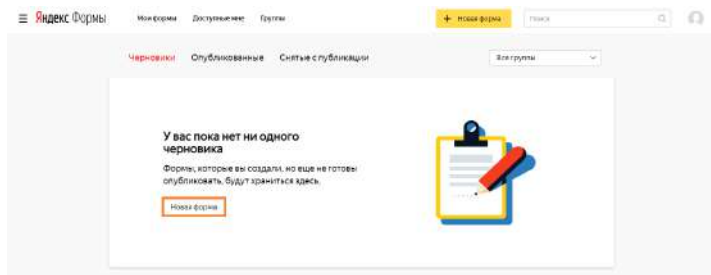 Яндекс Формы
Мои формы Доступные мне Группы
+ Новая форма
Поиск
Черновики Опубликованные Снятые с публикации
Все группы
У вас пока нет ни одного
черновика
Формы, которые вы создали, но еще не готовы
опубликовать, будут храниться здесь.
Новая форма